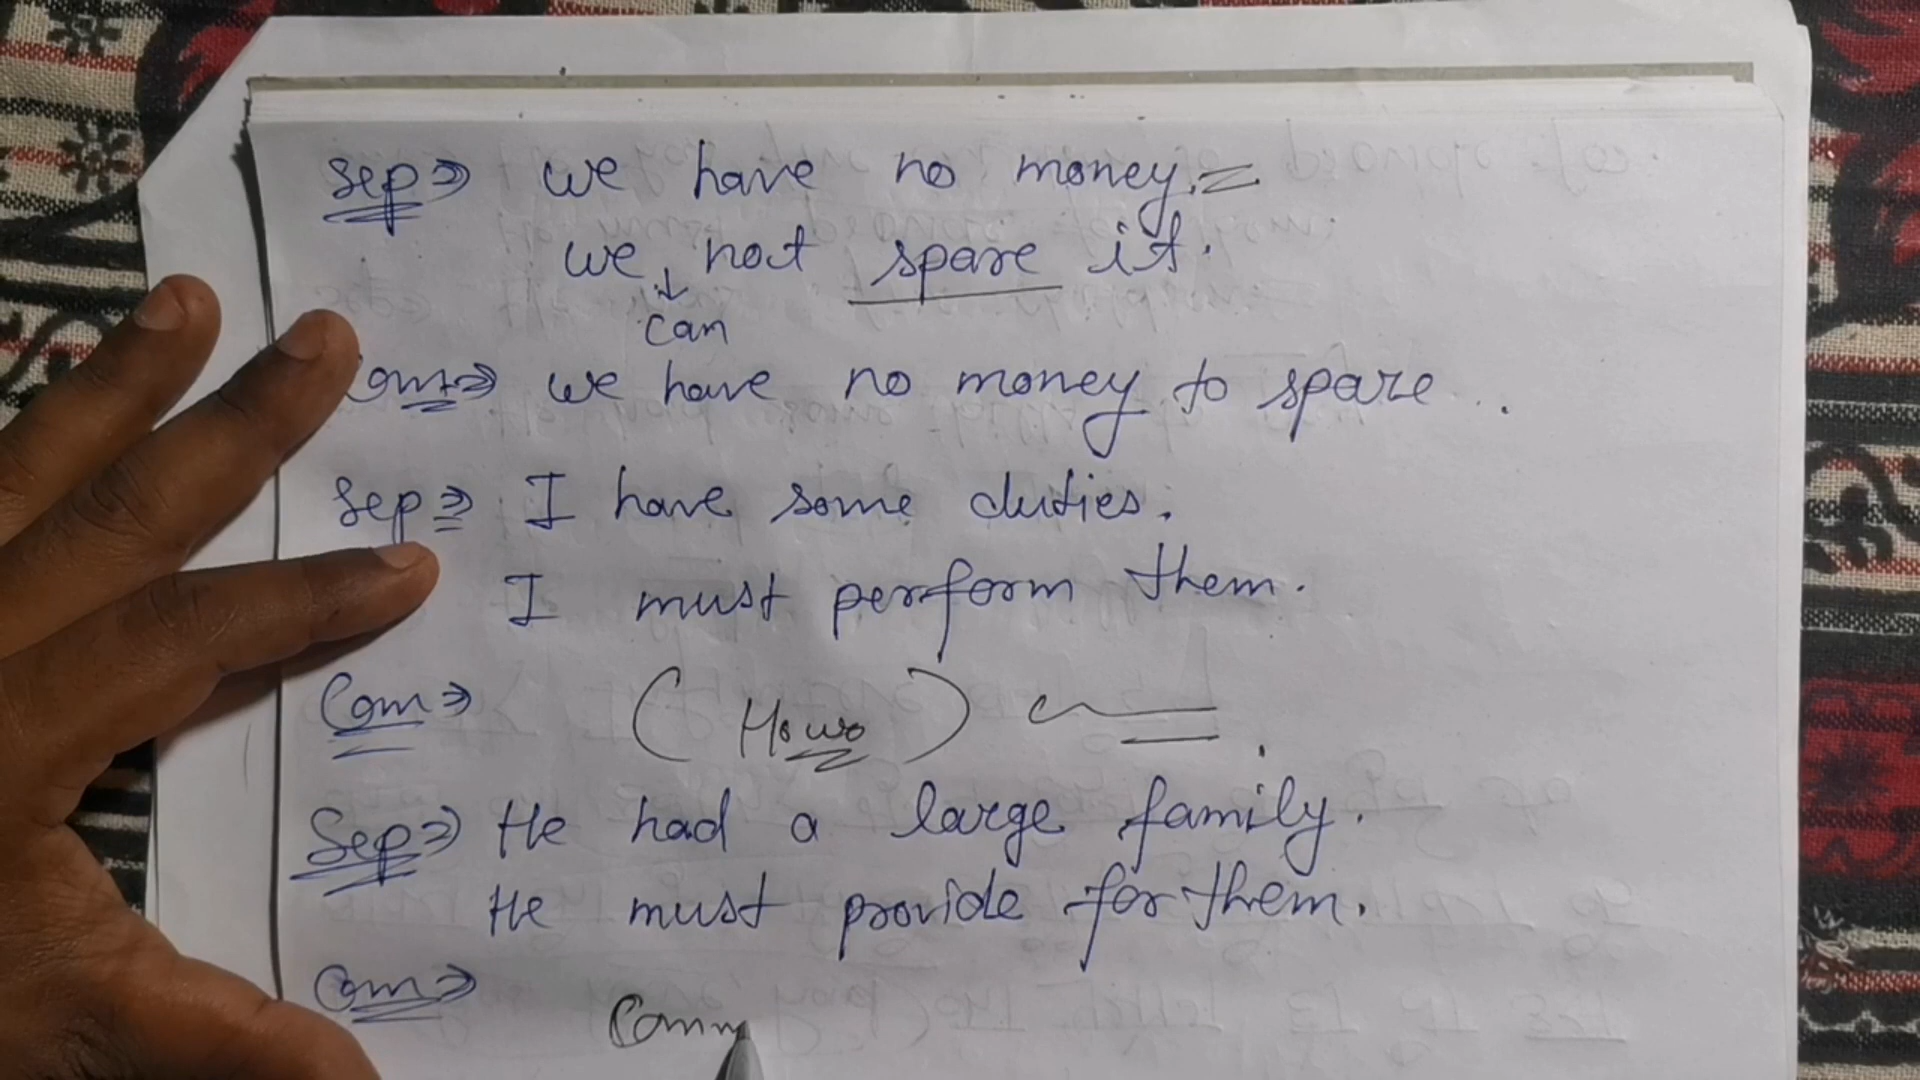 Sep⇒ we have no money.
we not spare it.
↓
can
Com⇒ we have no money to spare.
Sep⇒ I have some duties.
I must perform them.
Com⇒ (
)
Sep⇒ He had a large family.
He must provide for them.
Com⇒